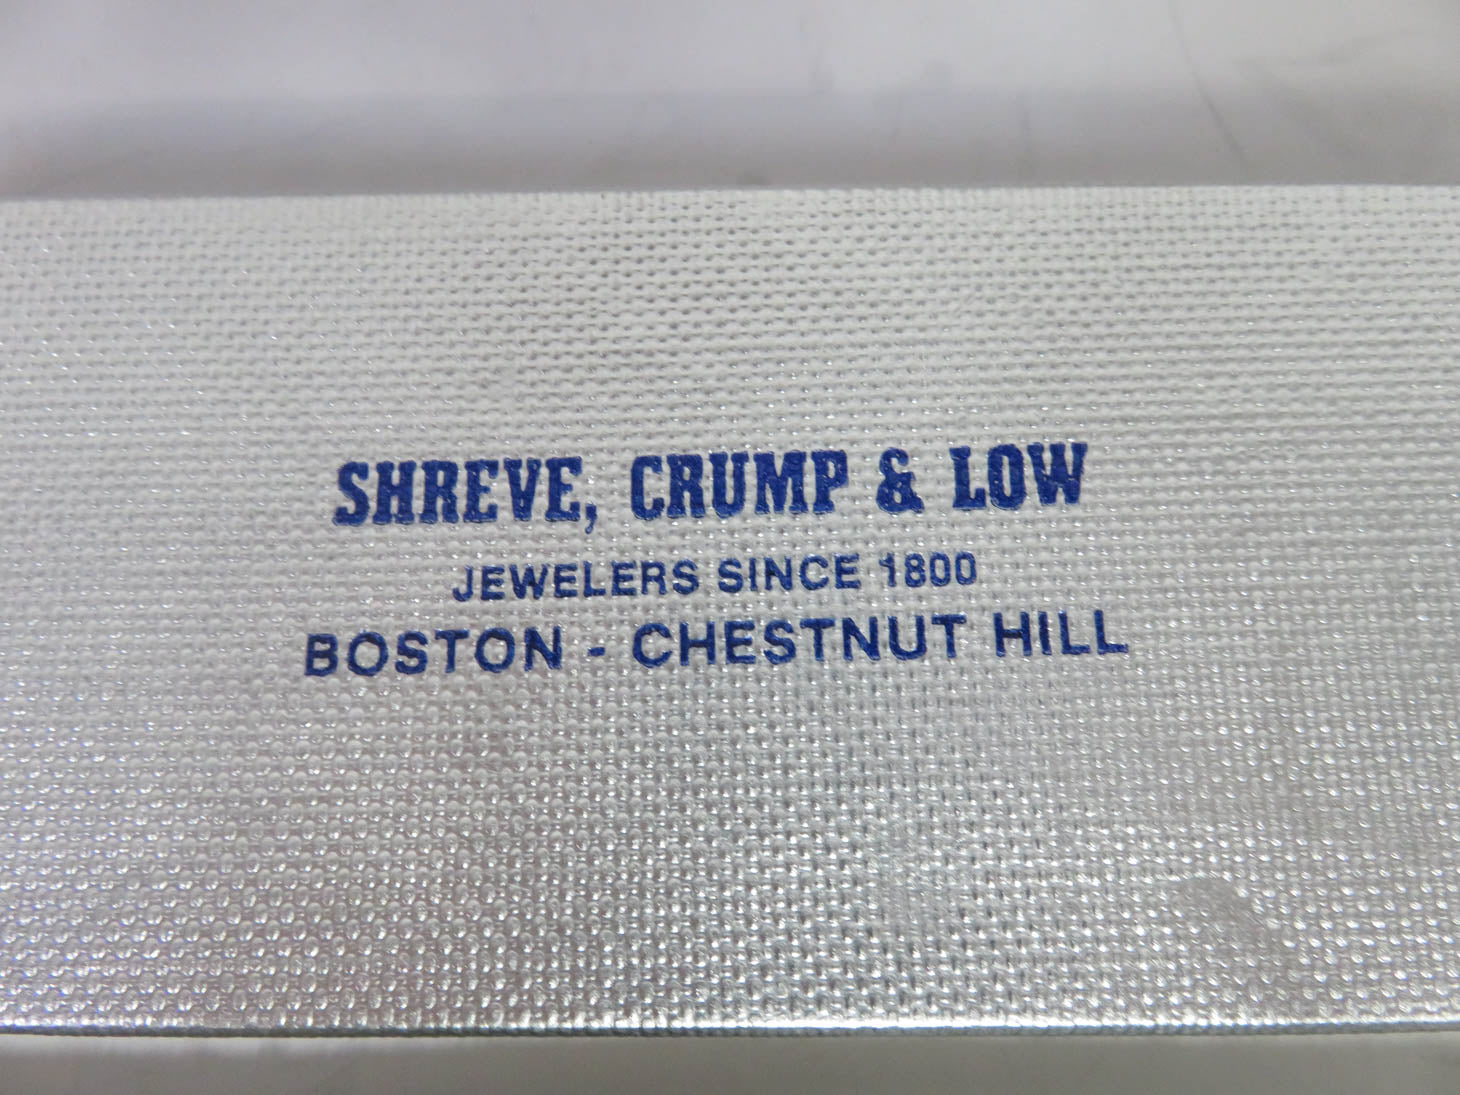 SHREVE, CRUMP & LOW
JEWELERS SINCE 1800
BOSTON - CHESTNUT HILL